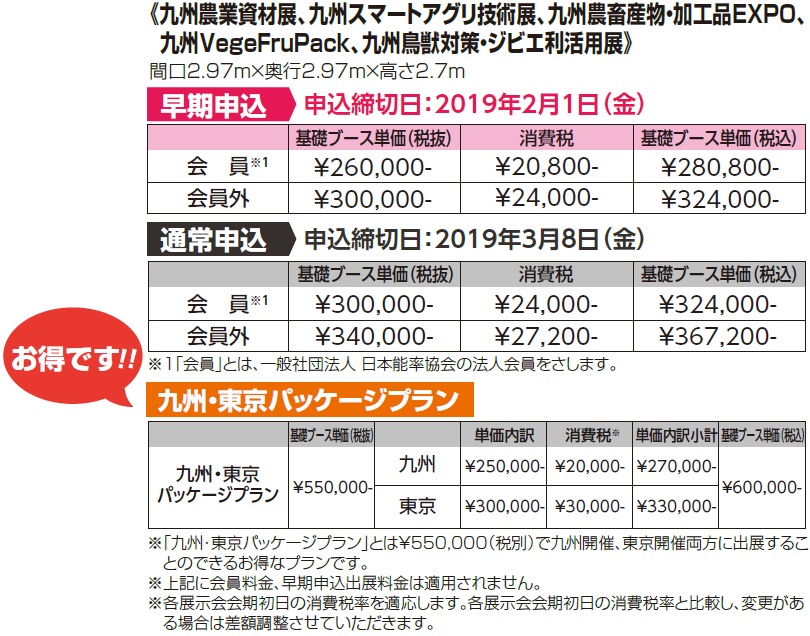 《九州農業資材展、九州スマートアグリ技術展、九州農畜産物・加工品EXPO、
九州VegeFruPack、九州鳥獣対策・ジビエ利活用展》
間口2.97m×奥行2.97m×高さ2.7m
早期申込 申込締切日：2019年2月1日（金）
基礎ブース単価（税抜） 消費税 基礎ブース単価（税込）
会 員※1 ¥260,000- ¥20,800- ¥280,800-
会員外 ¥300,000- ¥24,000- ¥324,000-
通常申込 申込締切日：2019年3月8日（金）
基礎ブース単価（税抜） 消費税 基礎ブース単価（税込）
会 員※1 ¥300,000- ¥24,000- ¥324,000-
会員外 ¥340,000- ¥27,200- ¥367,200-
※1「会員」とは、一般社団法人 日本能率協会の法人会員をさします。
お得です!!
九州・東京パッケージプラン
基礎ブース単価（税抜） 単価内訳 消費税※ 単価内訳小計 基礎ブース単価（税込）
九州・東京
パッケージプラン
¥550,000-
九州 ¥250,000- ¥20,000- ¥270,000-
東京 ¥300,000- ¥30,000- ¥330,000-
¥600,000-
※「九州・東京パッケージプラン」とは¥550,000（税別）で九州開催、東京開催両方に出展するこ
とのできるお得なプランです。
※上記に会員料金、早期申込出展料金は適用されません。
※各展示会会期初日の消費税率を適応します。各展示会会期初日の消費税率と比較し、変更があ
る場合は差額調整させていただきます。